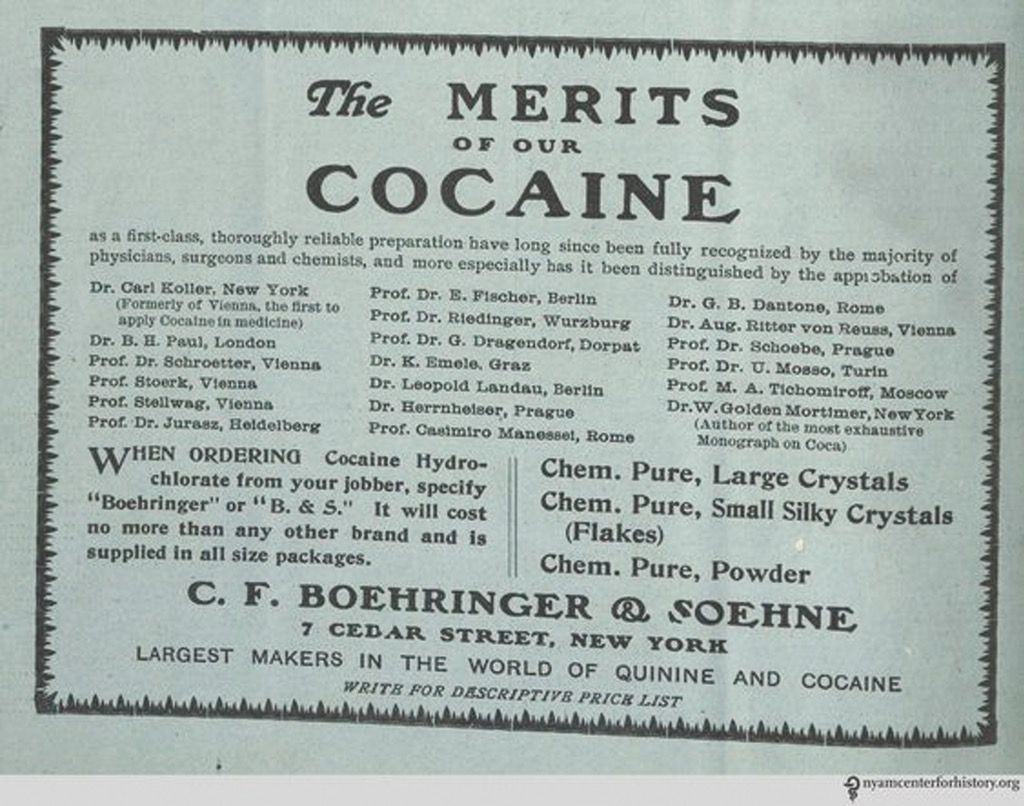 The MERITS
OF OUR
COCAINE
as a first-class, thoroughly reliable preparation have long since been fully recognized by the majority of
physicians, surgeons and chemists, and more especially has it been distinguished by the approbation of
Dr. Carl Koller, New York
(Formerly of Vienna, the first to
apply Cocaine in medicine)
Dr. B. H. Paul, London
Prof. Dr. Schroetter, Vienna
Prof. Stoerk, Vienna
Prof. Stellwag, Vienna
Prof. Dr. Jurasz, Heidelberg
Prof. Dr. E. Fischer, Berlin
Prof. Dr. Riedinger, Wurzburg
Prof. Dr. G. Dragendorf, Dorpat
Dr. K. Emele, Graz
Dr. Leopold Landau, Berlin
Dr. Herrnheiser, Prague
Prof. Casimiro Manessei, Rome
Dr. G. B. Dantone, Rome
Dr. Aug. Ritter von Reuss, Vienna
Prof. Dr. Schoebe, Prague
Prof. Dr. U. Mosso, Turin
Prof. M. A. Tichomiroff, Moscow
Dr. W. Golden Mortimer, New York
(Author of the most exhaustive
Monograph on Coca)
WHEN ORDERING Cocaine Hydro-
chlorate from your jobber, specify
"Boehringer" or "B. & S." It will cost
no more than any other brand and is
supplied in all size packages.
Chem. Pure, Large Crystals
Chem. Pure, Small Silky Crystals
(Flakes)
Chem. Pure, Powder
C. F. BOEHRINGER & SOEHNE
7 CEDAR STREET, NEW YORK
LARGEST MAKERS IN THE WORLD OF QUININE AND COCAINE
WRITE FOR DESCRIPTIVE PRICE LIST
nyamcenterforhistory.org